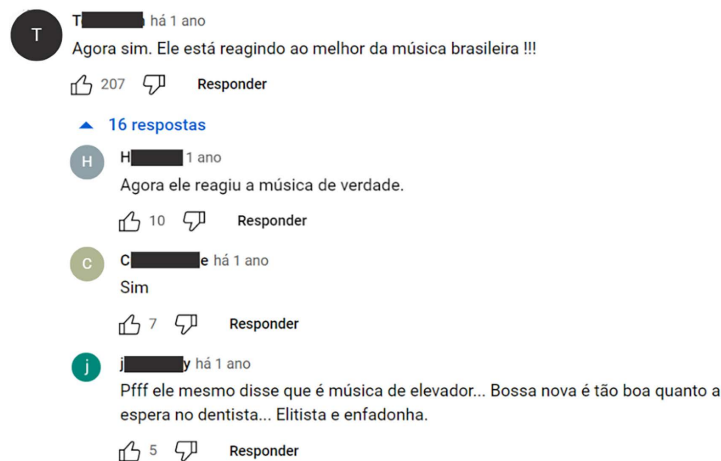 T
T há 1 ano
Agora sim. Ele está reagindo ao melhor da música brasileira !!!
207 Responder
16 respostas
H
H 1 ano
Agora ele reagiu a música de verdade.
10 Responder
C
C e há 1 ano
Sim
7 Responder
j
j y há 1 ano
Pfff ele mesmo disse que é música de elevador... Bossa nova é tão boa quanto a
espera no dentista... Elitista e enfadonha.
5 Responder